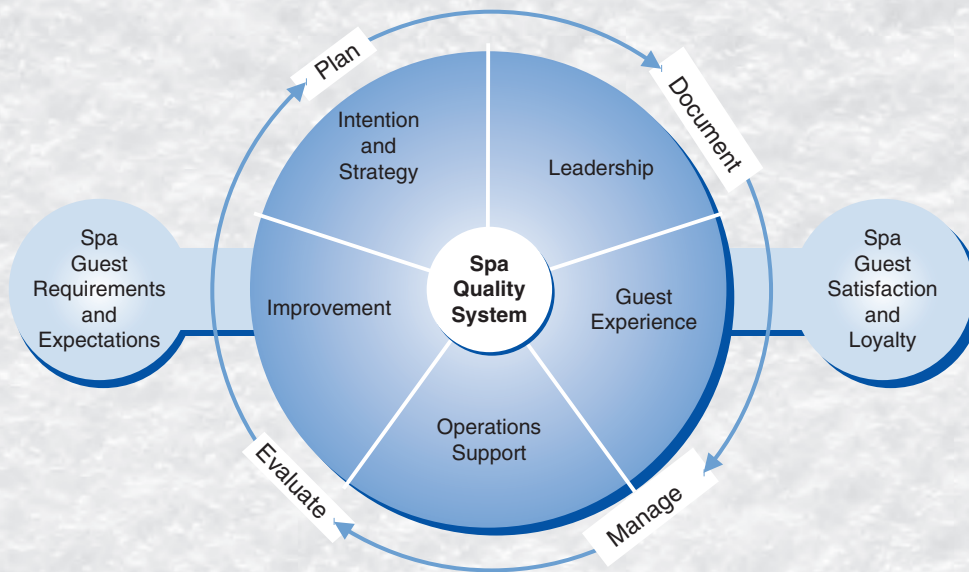 Plan
Document
Intention
and
Strategy
Leadership
Spa
Guest
Requirements
and
Expectations
Improvement
Spa
Quality
System
Guest
Experience
Spa
Guest
Satisfaction
and
Loyalty
Operations
Support
Evaluate
Manage